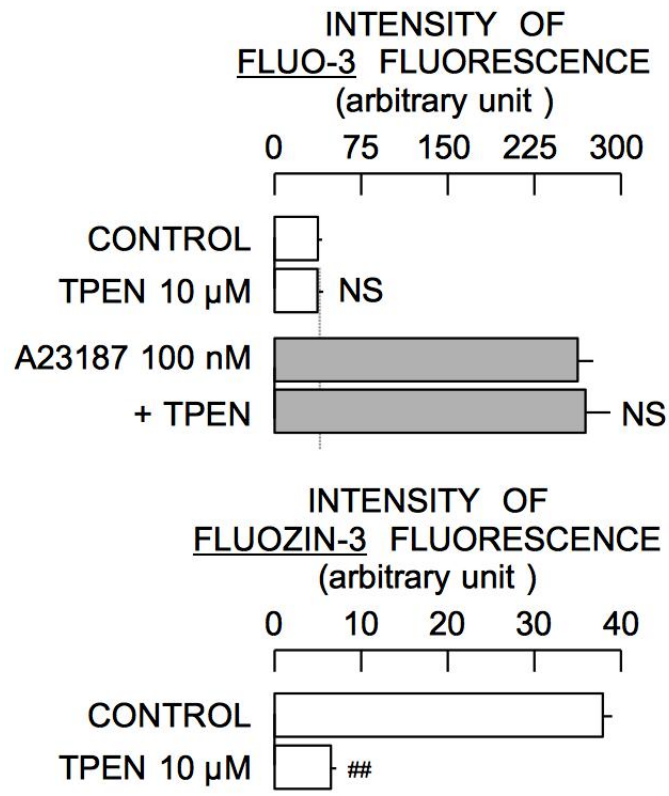 INTENSITY OF
FLUO-3 FLUORESCENCE
(arbitrary unit )
0 75 150 225 300
CONTROL
TPEN 10 µM NS
A23187 100 nM
+ TPEN NS
INTENSITY OF
FLUOZIN-3 FLUORESCENCE
(arbitrary unit )
0 10 20 30 40
CONTROL
TPEN 10 µM ##